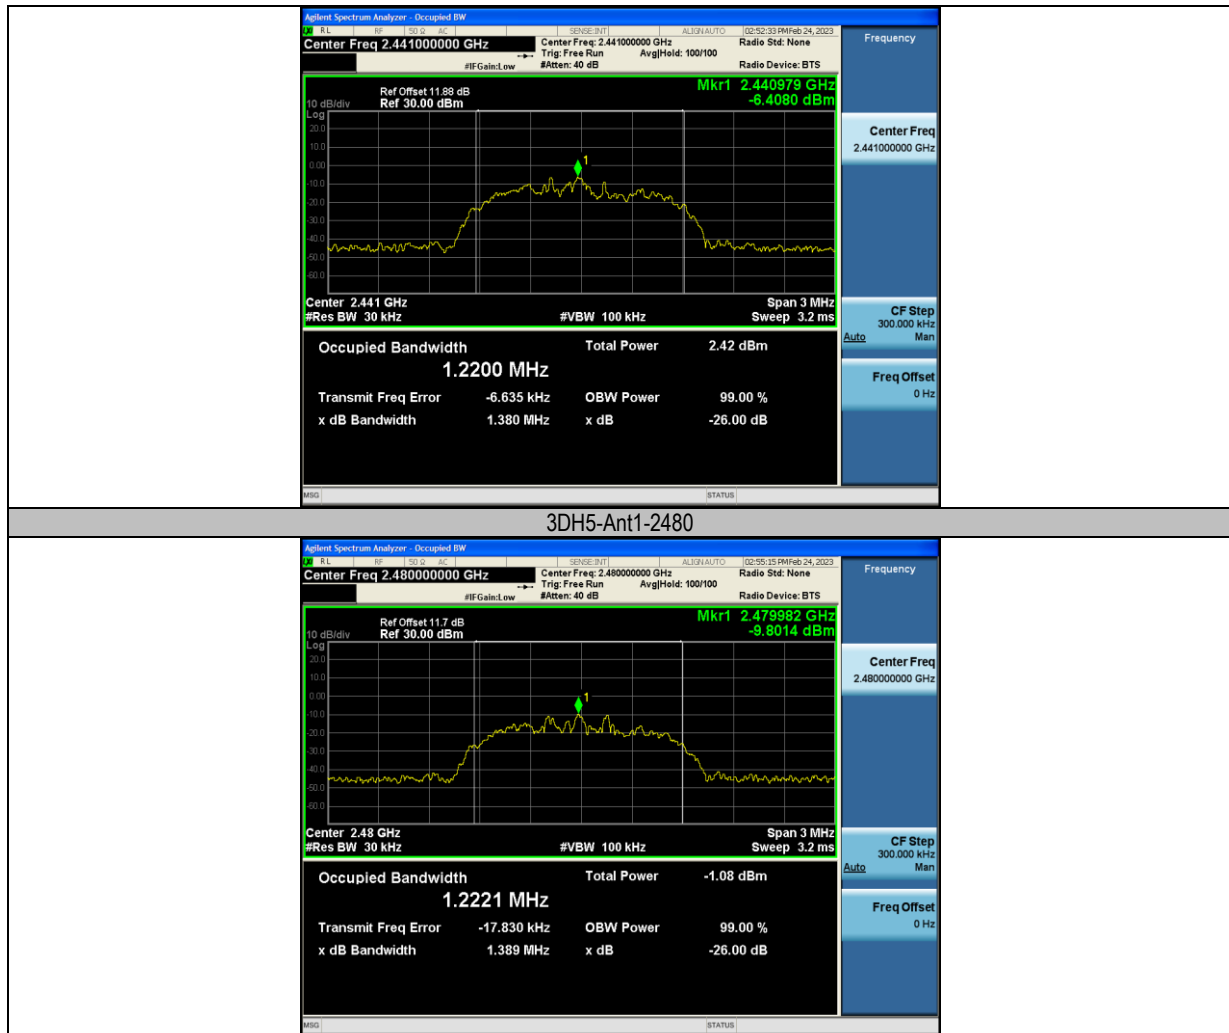 Agilent Spectrum Analyzer - Occupied BW
RL RF 50 Ω AC SENSE:INT ALIGN AUTO 02:52:33 PM Feb 24, 2023
Center Freq 2.441000000 GHz Center Freq: 2.441000000 GHz Radio Std: None Frequency
Trig: Free Run Avg|Hold: 100/100
#IFGain:Low #Atten: 40 dB Radio Device: BTS
Mkr1 2.440979 GHz
Ref Offset 11.88 dB
10 dB/div Ref 30.00 dBm -6.4080 dBm
Log
20.0
10.0
0.00
-10.0
-20.0
-30.0
-40.0
-50.0
-60.0
1
Center Freq
2.441000000 GHz
Center 2.441 GHz Span 3 MHz
#Res BW 30 kHz #VBW 100 kHz Sweep 3.2 ms
CF Step
300.000 kHz
Auto Man
Occupied Bandwidth Total Power 2.42 dBm
1.2200 MHz
Freq Offset
0 Hz
Transmit Freq Error -6.635 kHz OBW Power 99.00 %
x dB Bandwidth 1.380 MHz x dB -26.00 dB
MSG STATUS
3DH5-Ant1-2480
Agilent Spectrum Analyzer - Occupied BW
RL RF 50 Ω AC SENSE:INT ALIGN AUTO 02:55:15 PM Feb 24, 2023
Center Freq 2.480000000 GHz Center Freq: 2.480000000 GHz Radio Std: None Frequency
Trig: Free Run Avg|Hold: 100/100
#IFGain:Low #Atten: 40 dB Radio Device: BTS
Mkr1 2.479982 GHz
Ref Offset 11.7 dB
10 dB/div Ref 30.00 dBm -9.8014 dBm
Log
20.0
10.0
0.00
-10.0
-20.0
-30.0
-40.0
-50.0
-60.0
1
Center Freq
2.480000000 GHz
Center 2.48 GHz Span 3 MHz
#Res BW 30 kHz #VBW 100 kHz Sweep 3.2 ms
CF Step
300.000 kHz
Auto Man
Occupied Bandwidth Total Power -1.08 dBm
1.2221 MHz
Freq Offset
0 Hz
Transmit Freq Error -17.830 kHz OBW Power 99.00 %
x dB Bandwidth 1.389 MHz x dB -26.00 dB
MSG STATUS